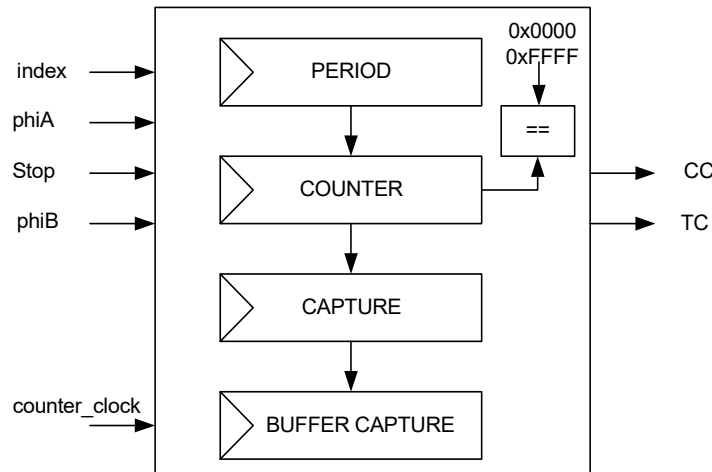 0x0000
0xFFFF
index
PERIOD
phiA
==
Stop
COUNTER
CC
phiB
TC
CAPTURE
counter_clock
BUFFER CAPTURE